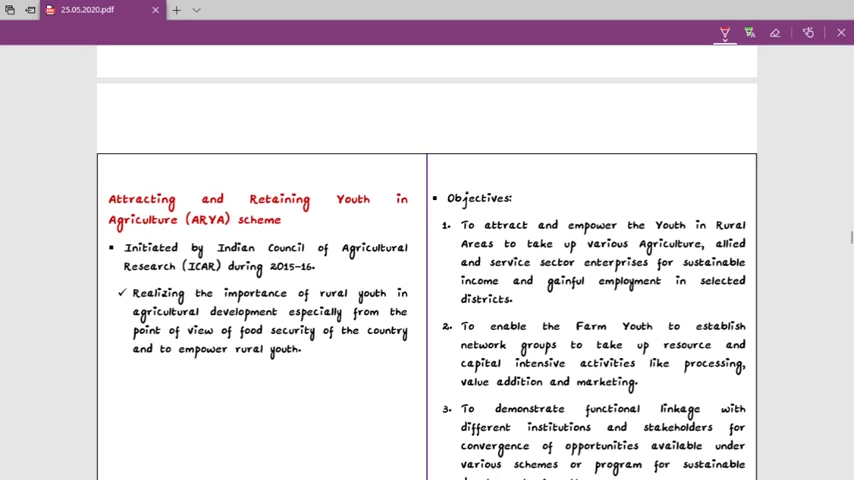 25.05.2020.pdf
Attracting and Retaining Youth in
Agriculture (ARYA) scheme
▪ Initiated by Indian Council of Agricultural
Research (ICAR) during 2015-16.
✓ Realizing the importance of rural youth in
agricultural development especially from the
point of view of food security of the country
and to empower rural youth.
▪ Objectives:
1. To attract and empower the Youth in Rural
Areas to take up various Agriculture, allied
and service sector enterprises for sustainable
income and gainful employment in selected
districts.
2. To enable the Farm Youth to establish
network groups to take up resource and
capital intensive activities like processing,
value addition and marketing.
3. To demonstrate functional linkage with
different institutions and stakeholders for
convergence of opportunities available under
various schemes or program for sustainable